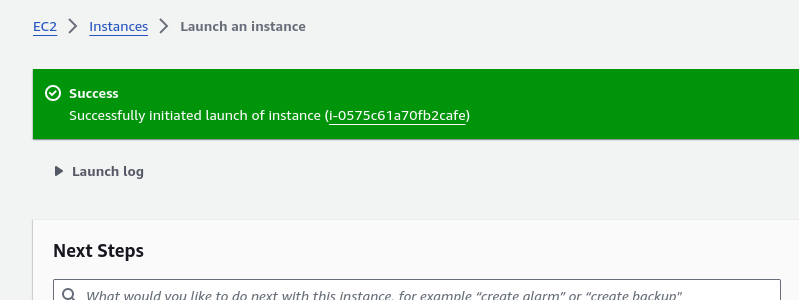 EC2 > Instances > Launch an instance
Success
Successfully initiated launch of instance (i-0575c61a70fb2cafe)
Launch log
Next Steps
What would you like to do next with this instance, for example “create alarm” or “create backup"